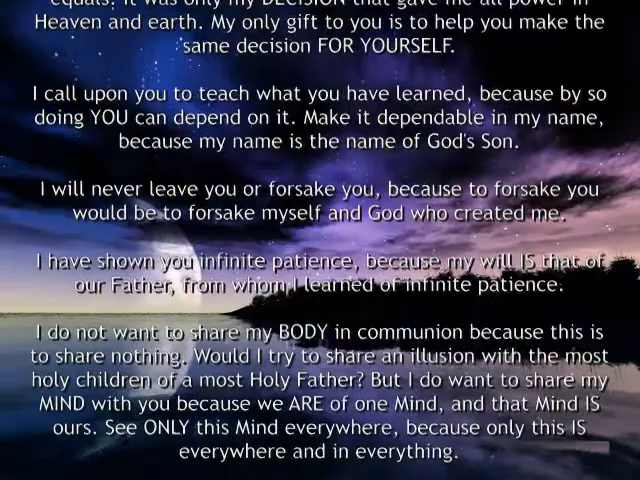 equals. It was only my DECISION that gave me all power in
Heaven and earth. My only gift to you is to help you make the
same decision FOR YOURSELF.
I call upon you to teach what you have learned, because by so
doing YOU can depend on it. Make it dependable in my name,
because my name is the name of God's Son.
I will never leave you or forsake you, because to forsake you
would be to forsake myself and God who created me.
I have shown you infinite patience, because my will IS that of
our Father, from whom I learned of infinite patience.
I do not want to share my BODY in communion because this is
to share nothing. Would I try to share an illusion with the most
holy children of a most Holy Father? But I do want to share my
MIND with you because we ARE of one Mind, and that Mind IS
ours. See ONLY this Mind everywhere, because only this IS
everywhere and in everything.